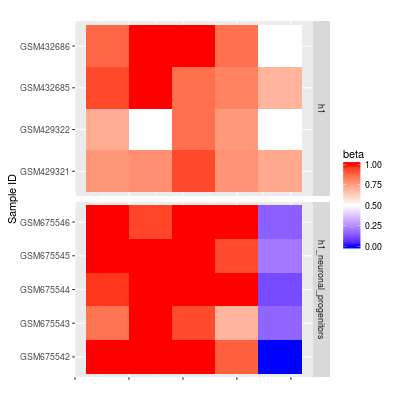 Sample ID
GSM432686
GSM432685
GSM429322
GSM429321
h1
GSM675546
GSM675545
GSM675544
GSM675543
GSM675542
h1_neuronal_progenitors
beta
1.00
0.75
0.50
0.25
0.00